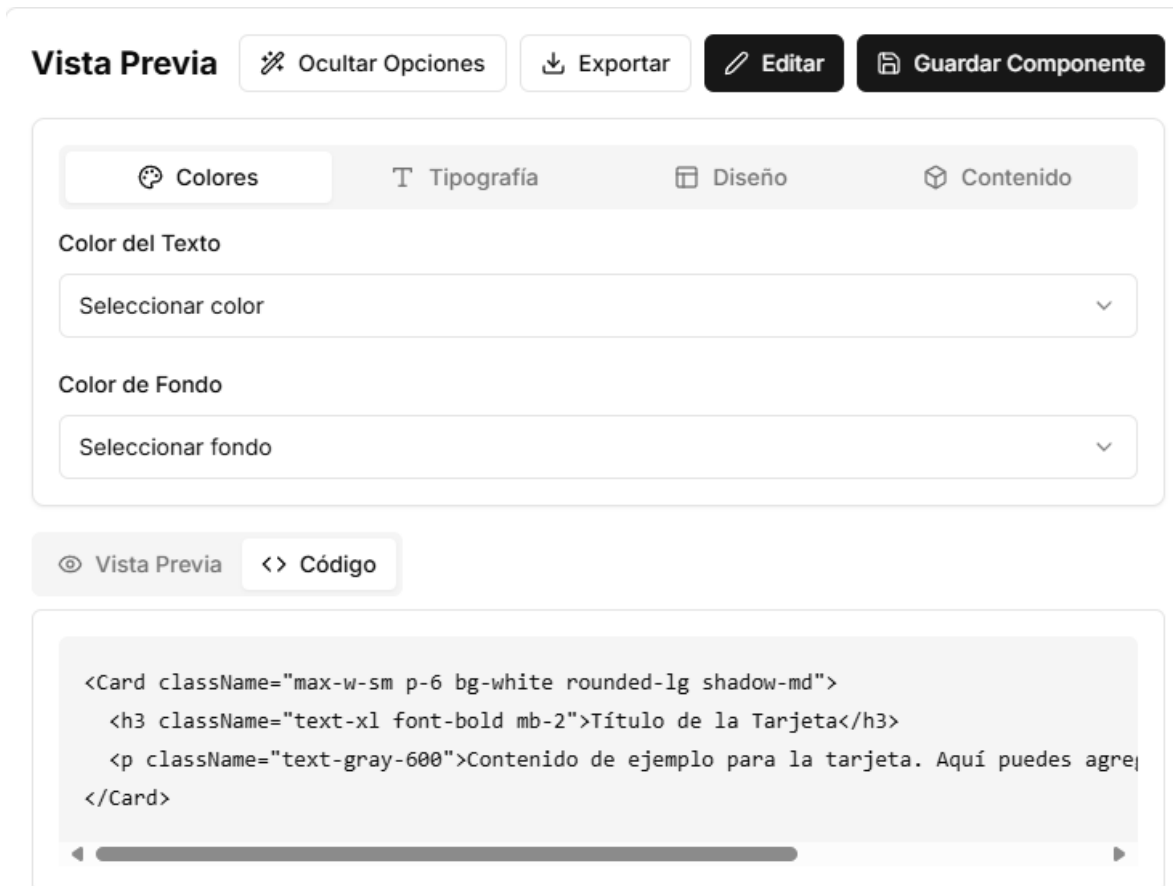 Vista Previa Ocultar Opciones Exportar Editar Guardar Componente
Colores Tipografía Diseño Contenido
Color del Texto
Seleccionar color
Color de Fondo
Seleccionar fondo
Vista Previa <> Código
<Card className="max-w-sm p-6 bg-white rounded-lg shadow-md">
<h3 className="text-xl font-bold mb-2">Título de la Tarjeta</h3>
<p className="text-gray-600">Contenido de ejemplo para la tarjeta. Aquí puedes
</Card>